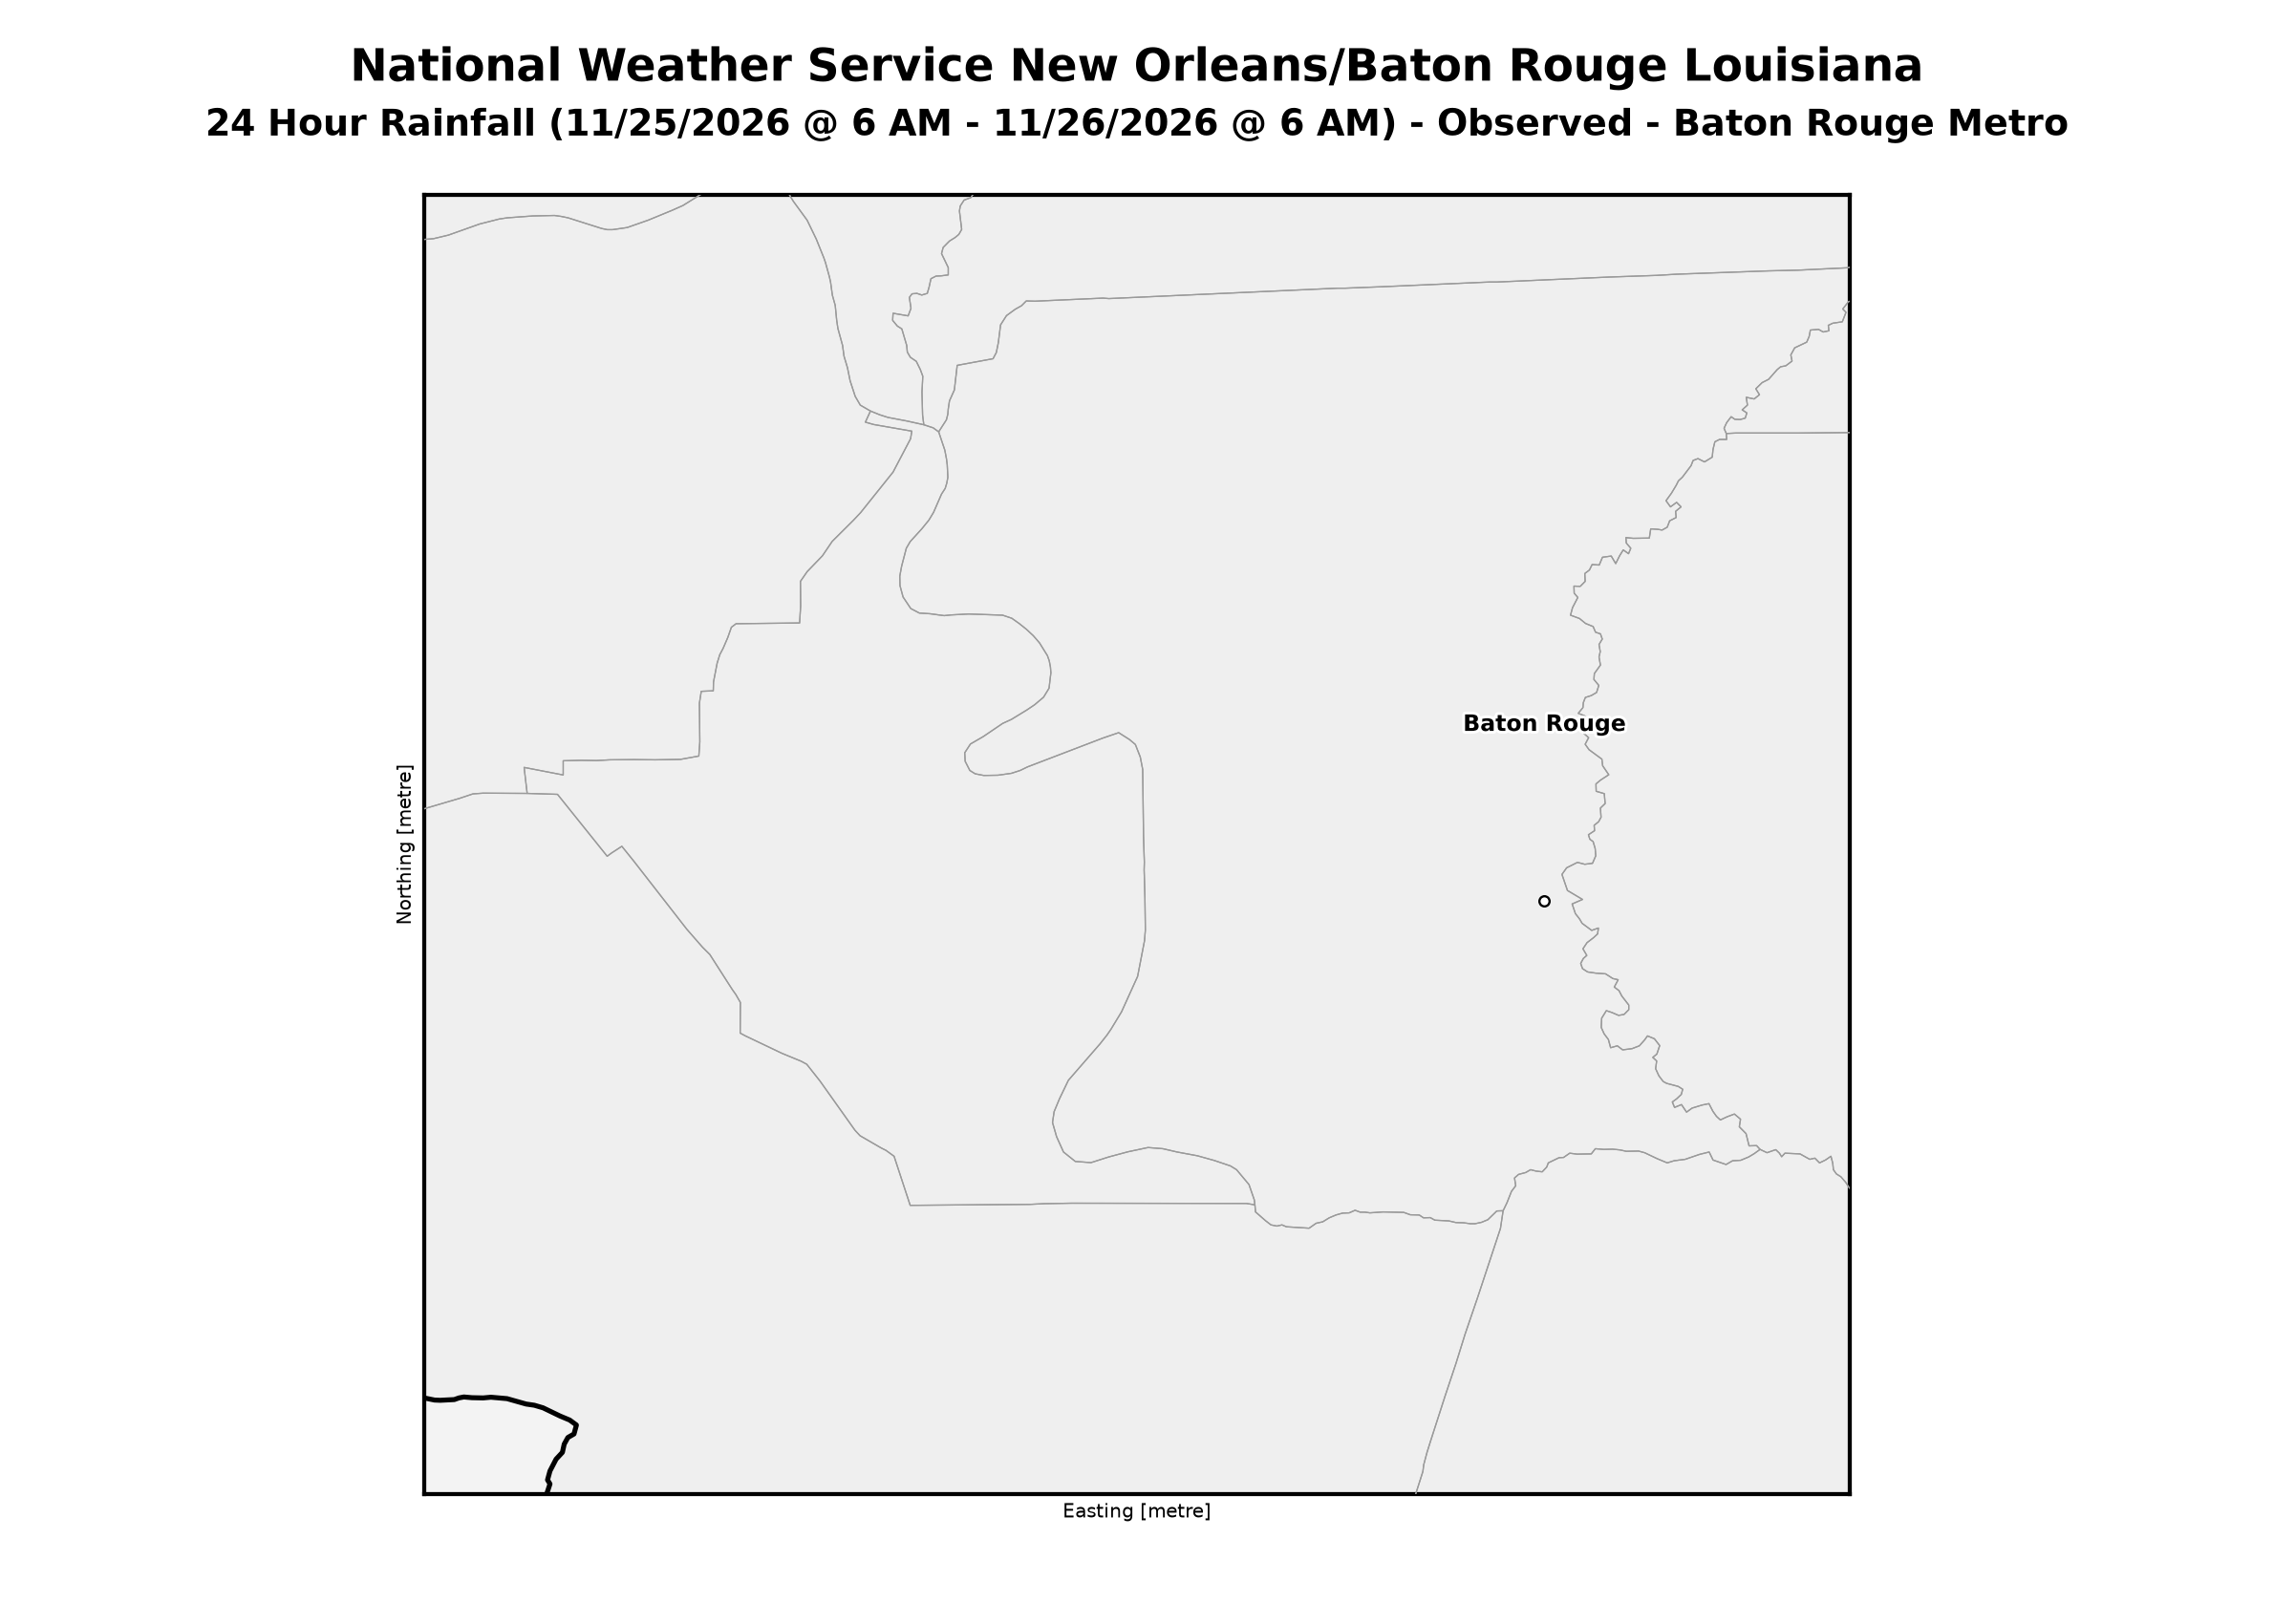 National Weather Service New Orleans/Baton Rouge Louisiana
24 Hour Rainfall (11/25/2026 @ 6 AM - 11/26/2026 @ 6 AM) - Observed - Baton Rouge Metro
Baton Rouge
Northing [metre]
Easting [metre]